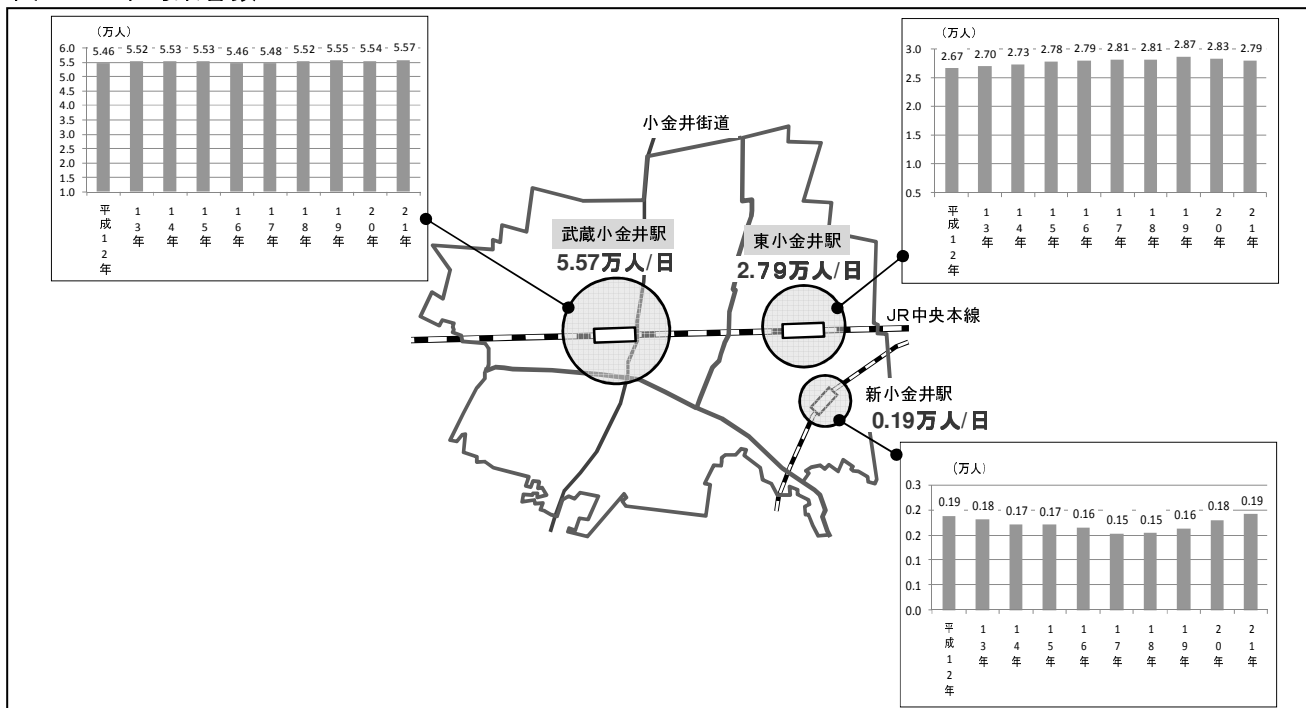 （万人）
6.0
5.5
5.0
4.5
4.0
3.5
3.0
2.5
2.0
1.5
1.0
5.46 5.52 5.53 5.53 5.46 5.48 5.52 5.55 5.54 5.57
平成12年 13年 14年 15年 16年 17年 18年 19年 20年 21年
（万人）
3.0
2.5
2.0
1.5
1.0
0.5
2.67 2.70 2.73 2.78 2.79 2.81 2.81 2.87 2.83 2.79
平成12年 13年 14年 15年 16年 17年 18年 19年 20年 21年
小金井街道
武蔵小金井駅
5.57万人/日
東小金井駅
2.79万人/日
JR中央本線
新小金井駅
0.19万人/日
（万人）
0.3
0.2
0.2
0.1
0.1
0.0
0.19 0.18 0.17 0.17 0.16 0.15 0.15 0.16 0.18 0.19
平成12年 13年 14年 15年 16年 17年 18年 19年 20年 21年